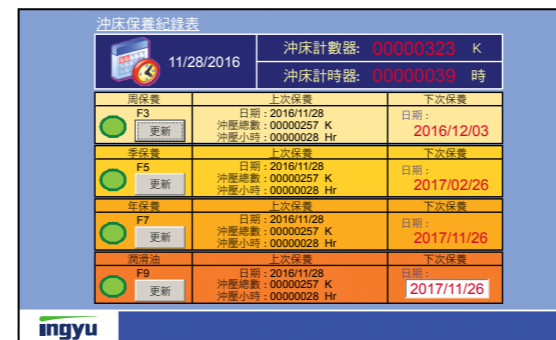 沖床保養紀錄表
11/28/2016
沖床計數器: 00000323 K
沖床計時器: 00000039 時
周保養 上次保養 下次保養
F3
更新
日期 : 2016/11/28
沖壓總數 : 00000257 K
沖壓小時 : 00000028 Hr
日期 :
2016/12/03
季保養 上次保養 下次保養
F5
更新
日期 : 2016/11/28
沖壓總數 : 00000257 K
沖壓小時 : 00000028 Hr
日期 :
2017/02/26
年保養 上次保養 下次保養
F7
更新
日期 : 2016/11/28
沖壓總數 : 00000257 K
沖壓小時 : 00000028 Hr
日期 :
2017/11/26
潤滑油 上次保養 下次保養
F9
更新
日期 : 2016/11/28
沖壓總數 : 00000257 K
沖壓小時 : 00000028 Hr
日期 :
2017/11/26
ingyu